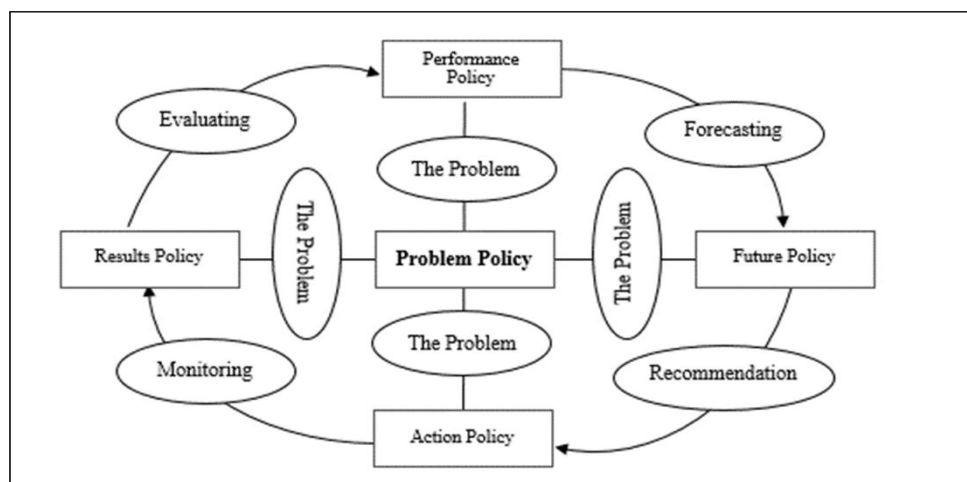 Performance
Policy
Evaluating
Forecasting
The Problem
The Problem
The Problem
Results Policy
Problem Policy
Future Policy
The Problem
Monitoring
Recommendation
Action Policy